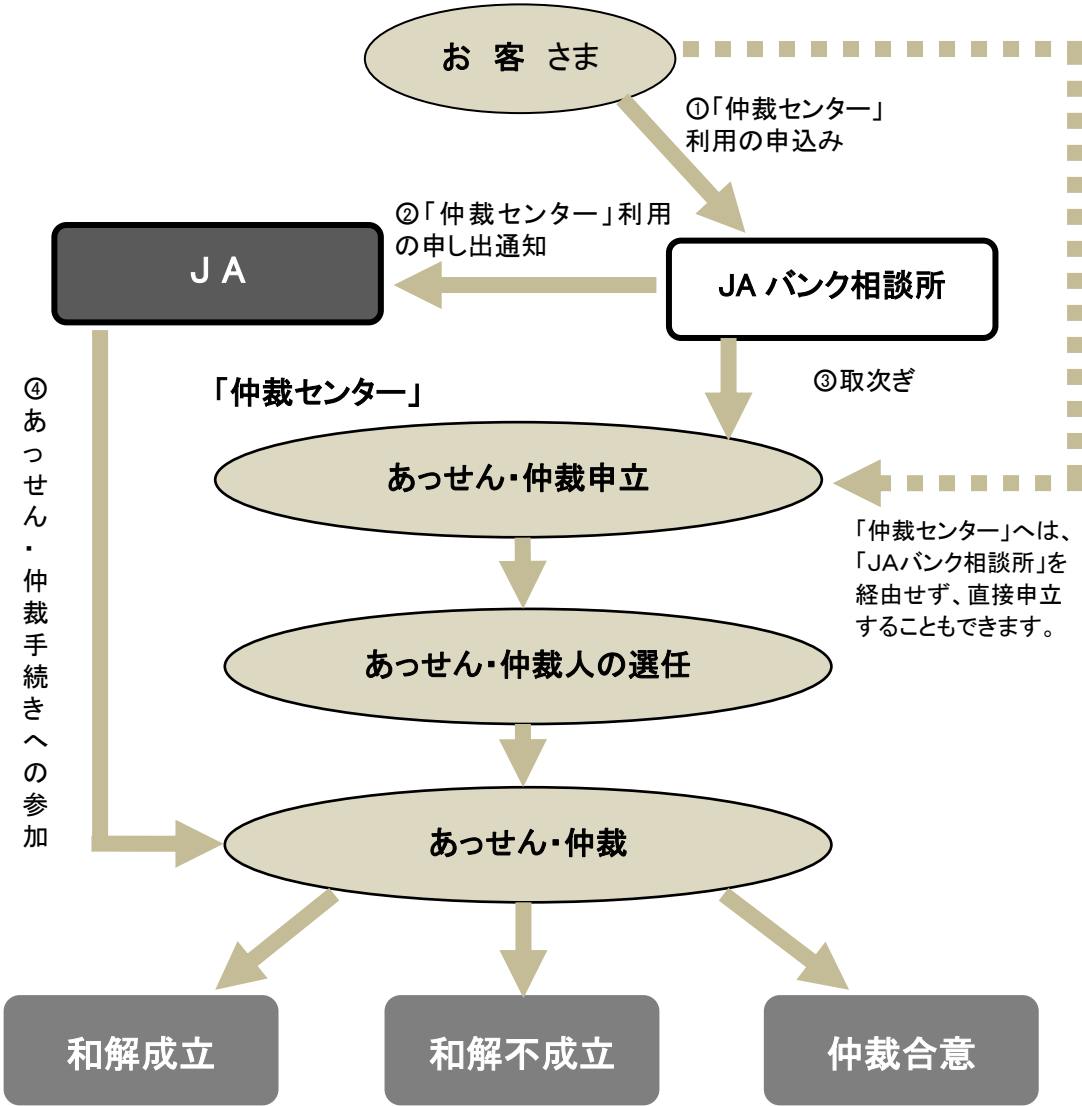 お 客 さま
①「仲裁センター」
利用の申込み
②「仲裁センター」利用
の申し出通知
JA
JA バンク相談所
③取次ぎ
④あっせん・仲裁手続きへの参加
「仲裁センター」
あっせん・仲裁申立
「仲裁センター」へは、
「JAバンク相談所」を
経由せず、直接申立
することもできます。
あっせん・仲裁人の選任
あっせん・仲裁
和解成立
和解不成立
仲裁合意